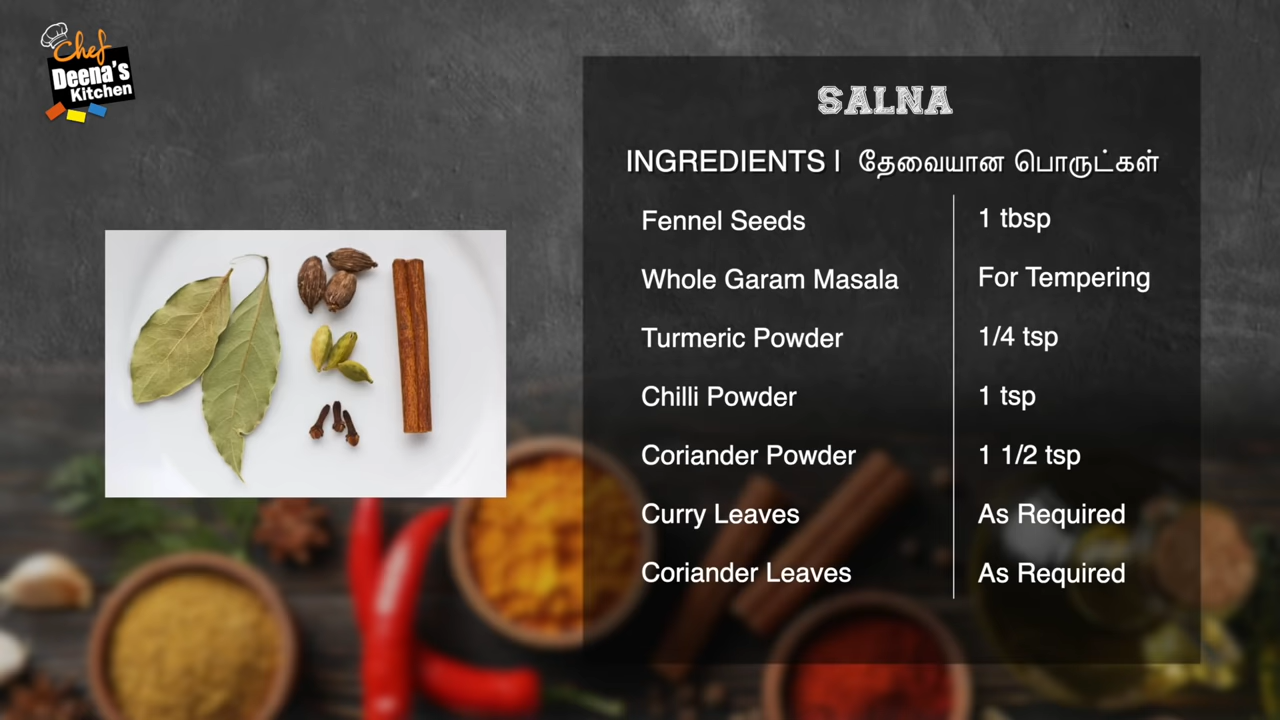 Chef
Deena's
Kitchen
SALNA
INGREDIENTS | தேவையான பொருட்கள்
Fennel Seeds 1 tbsp
Whole Garam Masala For Tempering
Turmeric Powder 1/4 tsp
Chilli Powder 1 tsp
Coriander Powder 1 1/2 tsp
Curry Leaves As Required
Coriander Leaves As Required